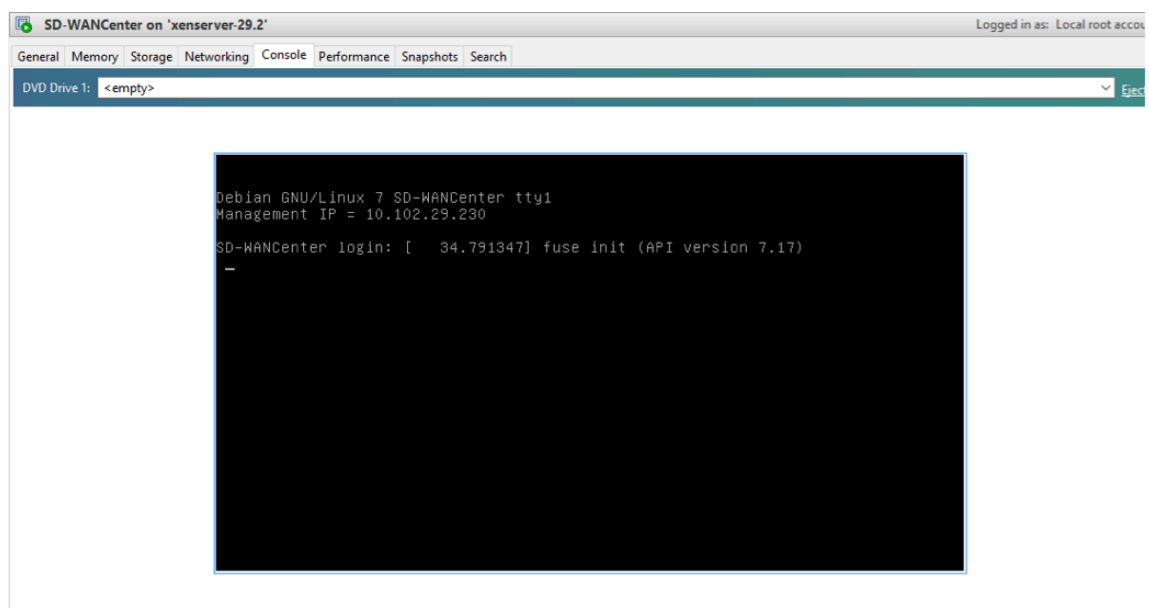 SD-WANCenter on 'xenserver-29.2' Logged in as: Local root accou
General Memory Storage Networking Console Performance Snapshots Search
DVD Drive 1: <empty> Eject
Debian GNU/Linux 7 SD-WANCenter tty1
Management IP = 10.102.29.230
SD-WANCenter login: [   34.791347] fuse init (API version 7.17)